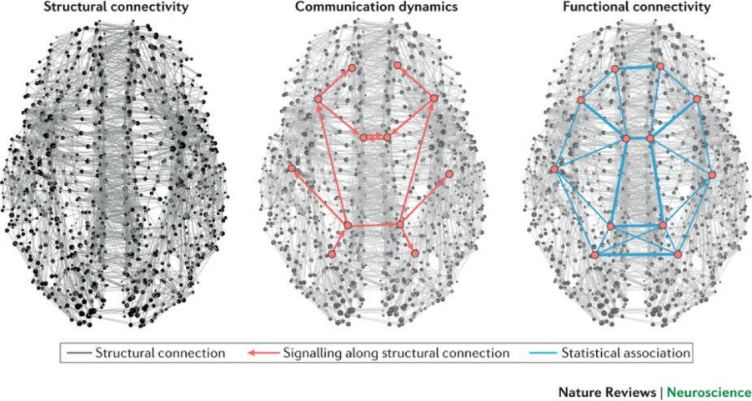 Structural connectivity
Communication dynamics
Functional connectivity
Structural connection
Signalling along structural connection
Statistical association
Nature Reviews | Neuroscience